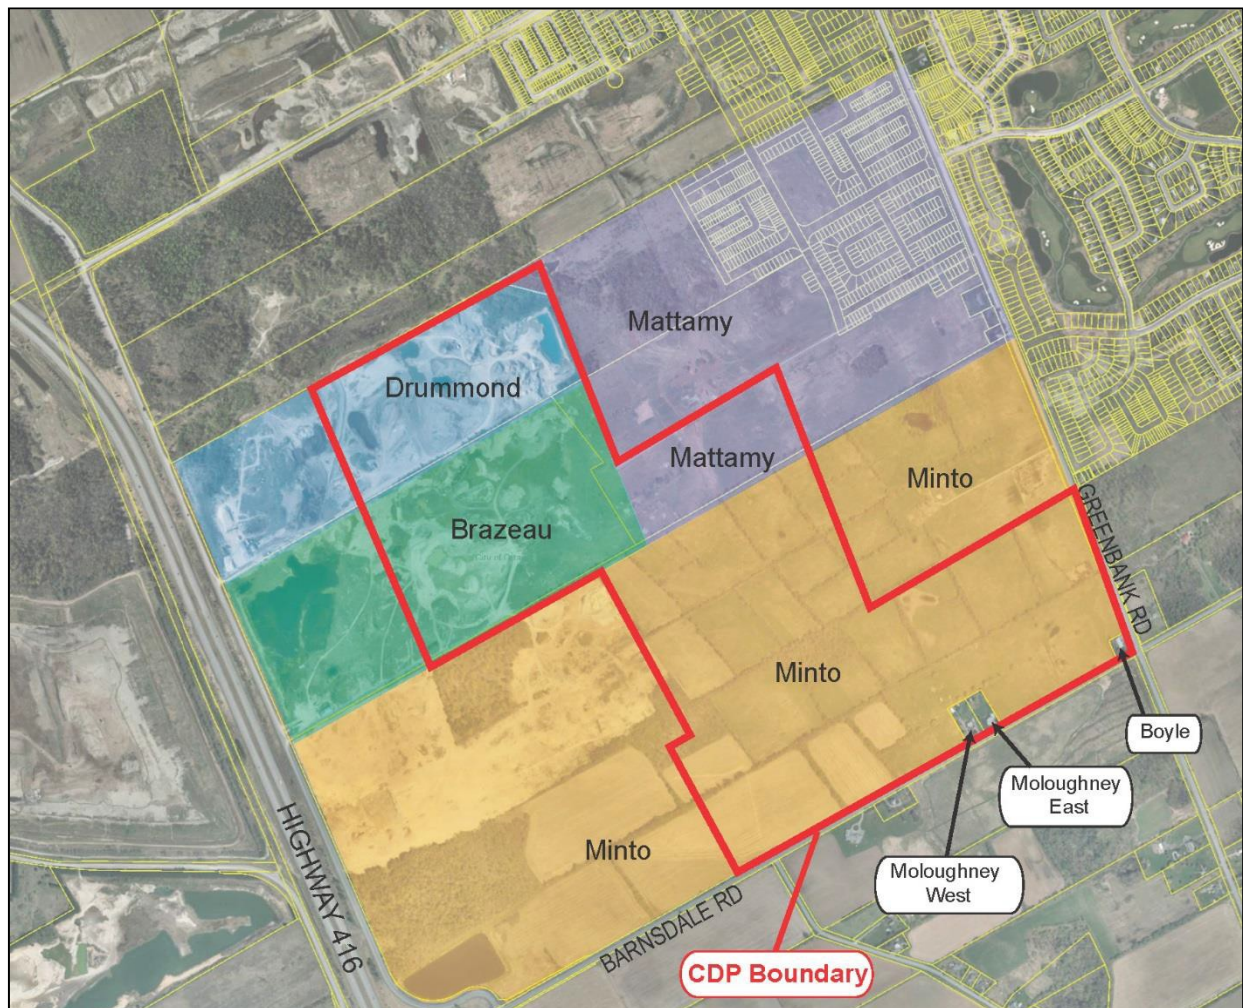 Mattamy
Drummond
Mattamy
Minto
Brazeau
GREENBANK RD
Minto
Boyle
Moloughney
East
Minto
Moloughney
West
HIGHWAY 416
BARNSDALE RD
CDP Boundary